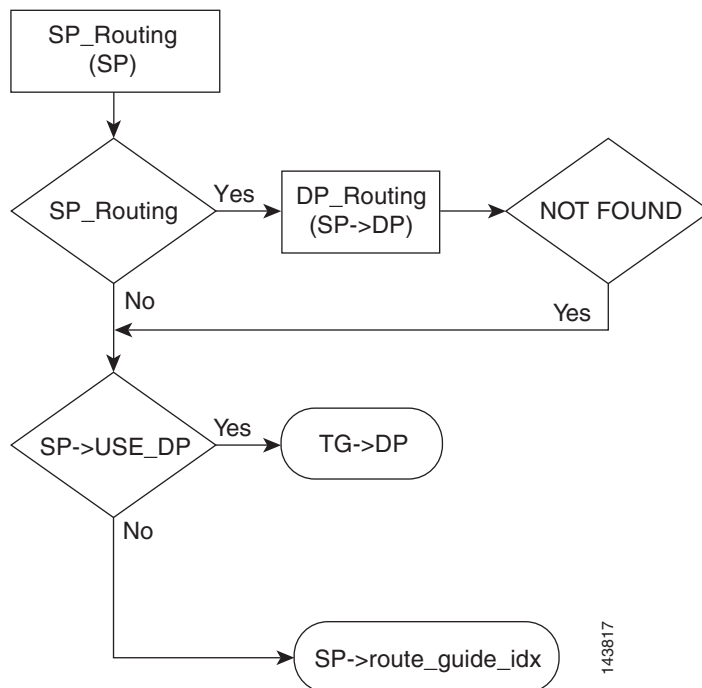 SP_Routing
(SP)
SP_Routing
Yes
DP_Routing
(SP->DP)
NOT FOUND
No
Yes
SP->USE_DP
Yes
TG->DP
No
SP->route_guide_idx
143817